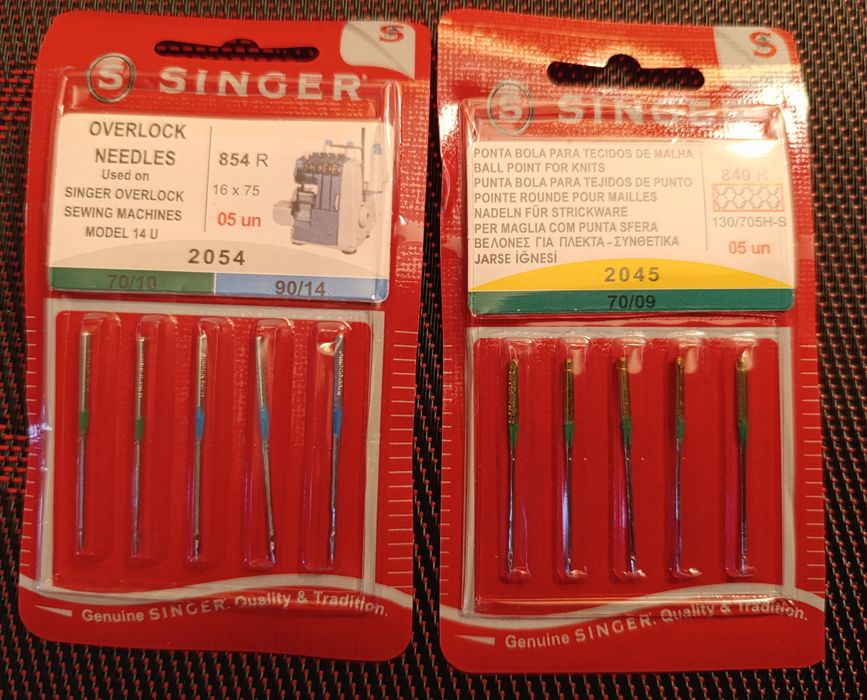 S SINGER
S
OVERLOCK
NEEDLES
Used on
SINGER OVERLOCK
SEWING MACHINES
MODEL 14 U
854 R
16 x 75
05 un
2054
70/10
90/14
Genuine SINGER. Quality & Tradition.
S SINGER
S
PONTA BOLA PARA TECIDOS DE MALHA
BALL POINT FOR KNITS
PUNTA BOLA PARA TEJIDOS DE PUNTO
POINTE ROUNDE POUR MAILLES
NADELN FÜR STRICKWARE
PER MAGLIA COM PUNTA SFERA
ΒΕΛΟΝΕΣ ΓΙΑ ΠΛΕΚΤΑ - ΣΥΝΘΕΤΙΚΑ
JARSE İĞNESİ
840 R
130/705H-S
05 un
2045
70/09
Genuine SINGER. Quality & Tradition.